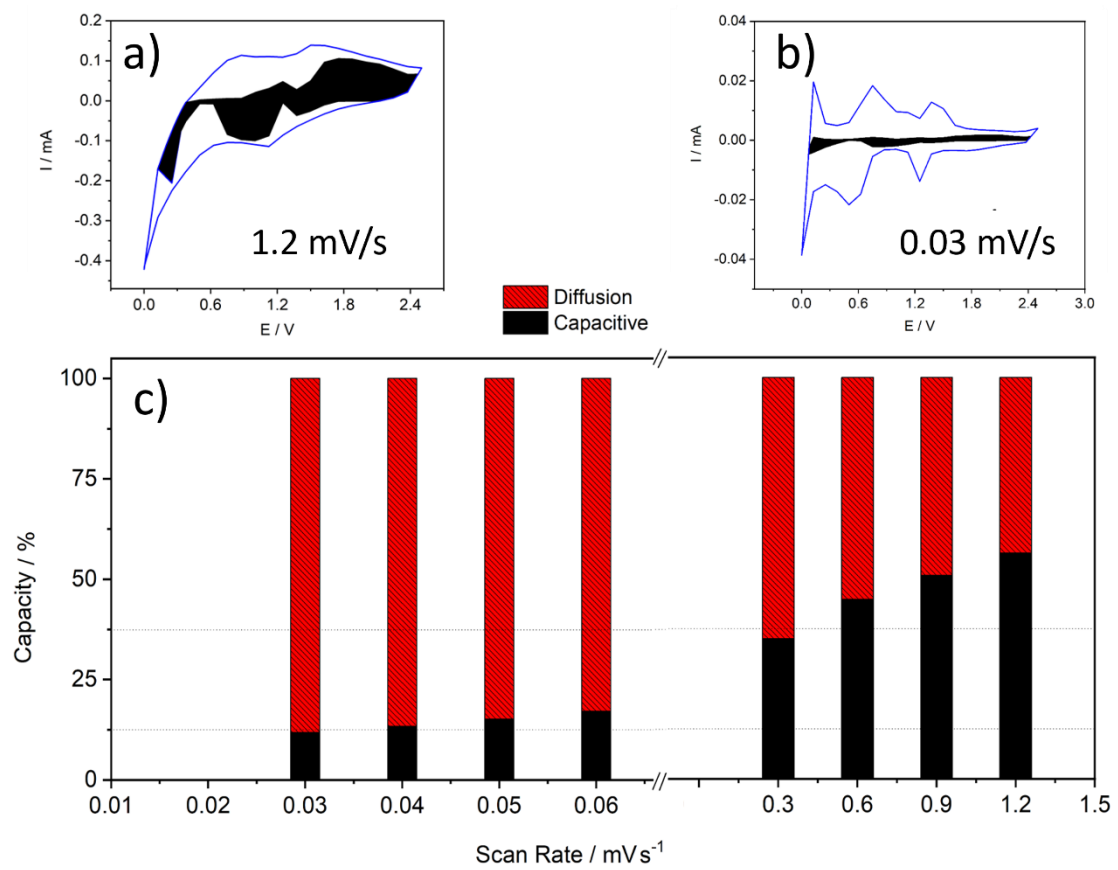 a)
0.2
0.1
0.0
-0.1
-0.2
-0.3
-0.4
I / mA
1.2 mV/s
0.0 0.6 1.2 1.8 2.4
E / V
b)
0.04
0.02
0.00
-0.02
-0.04
I / mA
0.03 mV/s
0.0 0.6 1.2 1.8 2.4 3.0
E / V
Diffusion
Capacitive
c)
100
75
50
25
0
Capacity / %
0.01 0.02 0.03 0.04 0.05 0.06 0.3 0.6 0.9 1.2 1.5
Scan Rate / mVs⁻¹